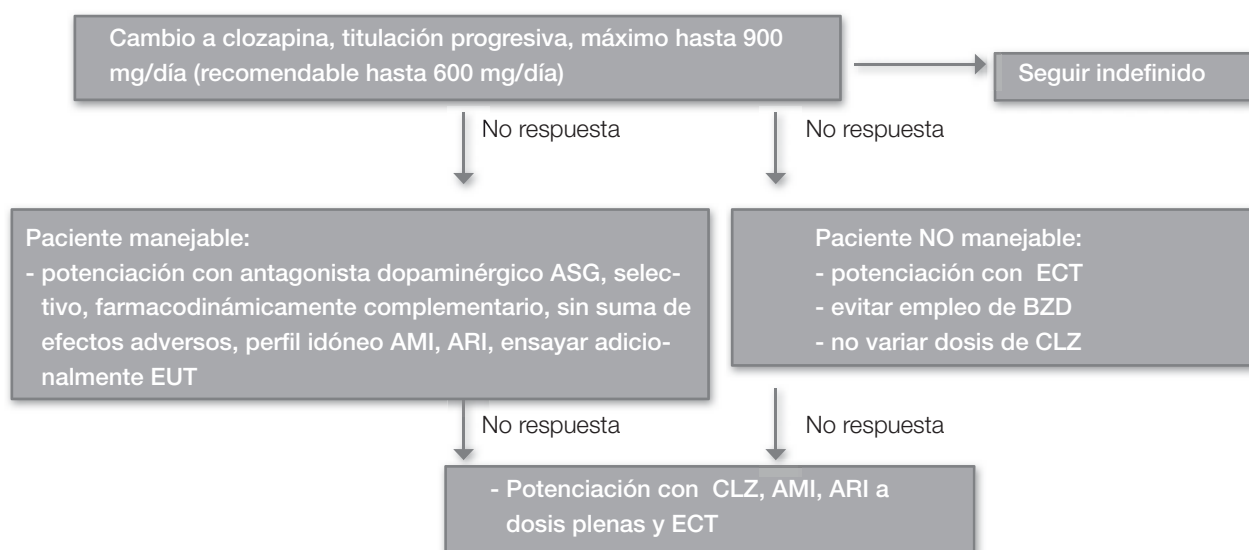 Cambio a clozapina, titulación progresiva, máximo hasta 900
mg/día (recomendable hasta 600 mg/día)
Seguir indefinido
No respuesta
No respuesta
Paciente manejable:
- potenciación con antagonista dopaminérgico ASG, selec-
tivo, farmacodinámicamente complementario, sin suma de
efectos adversos, perfil idóneo AMI, ARI, ensayar adicio-
nalmente EUT
Paciente NO manejable:
- potenciación con ECT
- evitar empleo de BZD
- no variar dosis de CLZ
No respuesta
No respuesta
- Potenciación con CLZ, AMI, ARI a
dosis plenas y ECT